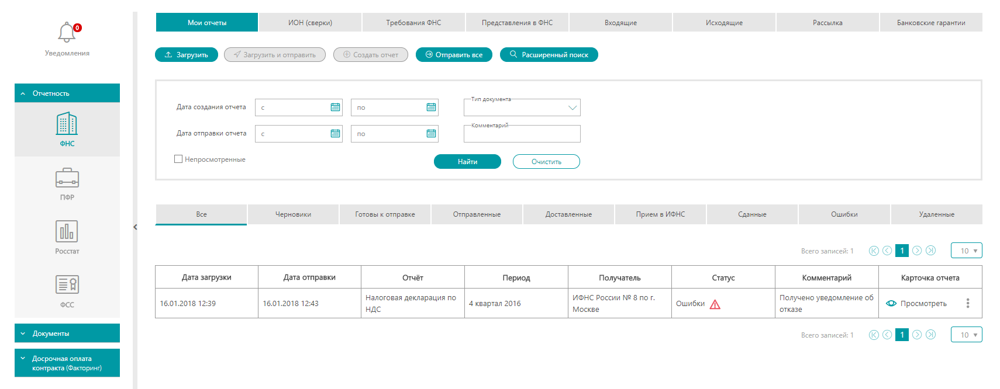 0
Уведомления
Отчетность
ФНС
ПФР
Росстат
ФСС
Документы
Досрочная оплата
контракта (Факторинг)
Мои отчеты
ИОН (сверки)
Требования ФНС
Представления в ФНС
Входящие
Исходящие
Рассылка
Банковские гарантии
Загрузить
Загрузить и отправить
Создать отчет
Отправить все
Расширенный поиск
Дата создания отчета
с
по
Тип документа
Дата отправки отчета
с
по
Комментарий
Непросмотренные
Найти
Очистить
Все
Черновики
Готовы к отправке
Отправленные
Доставленные
Прием в ИФНС
Сданные
Ошибки
Удаленные
Всего записей: 1
1
10
Дата загрузки
Дата отправки
Отчёт
Период
Получатель
Статус
Комментарий
Карточка отчета
16.01.2018 12:39
16.01.2018 12:43
Налоговая декларация по
НДС
4 квартал 2016
ИФНС России № 8 по г.
Москве
Ошибки
Получено уведомление об
отказе
Просмотреть
Всего записей: 1
1
10